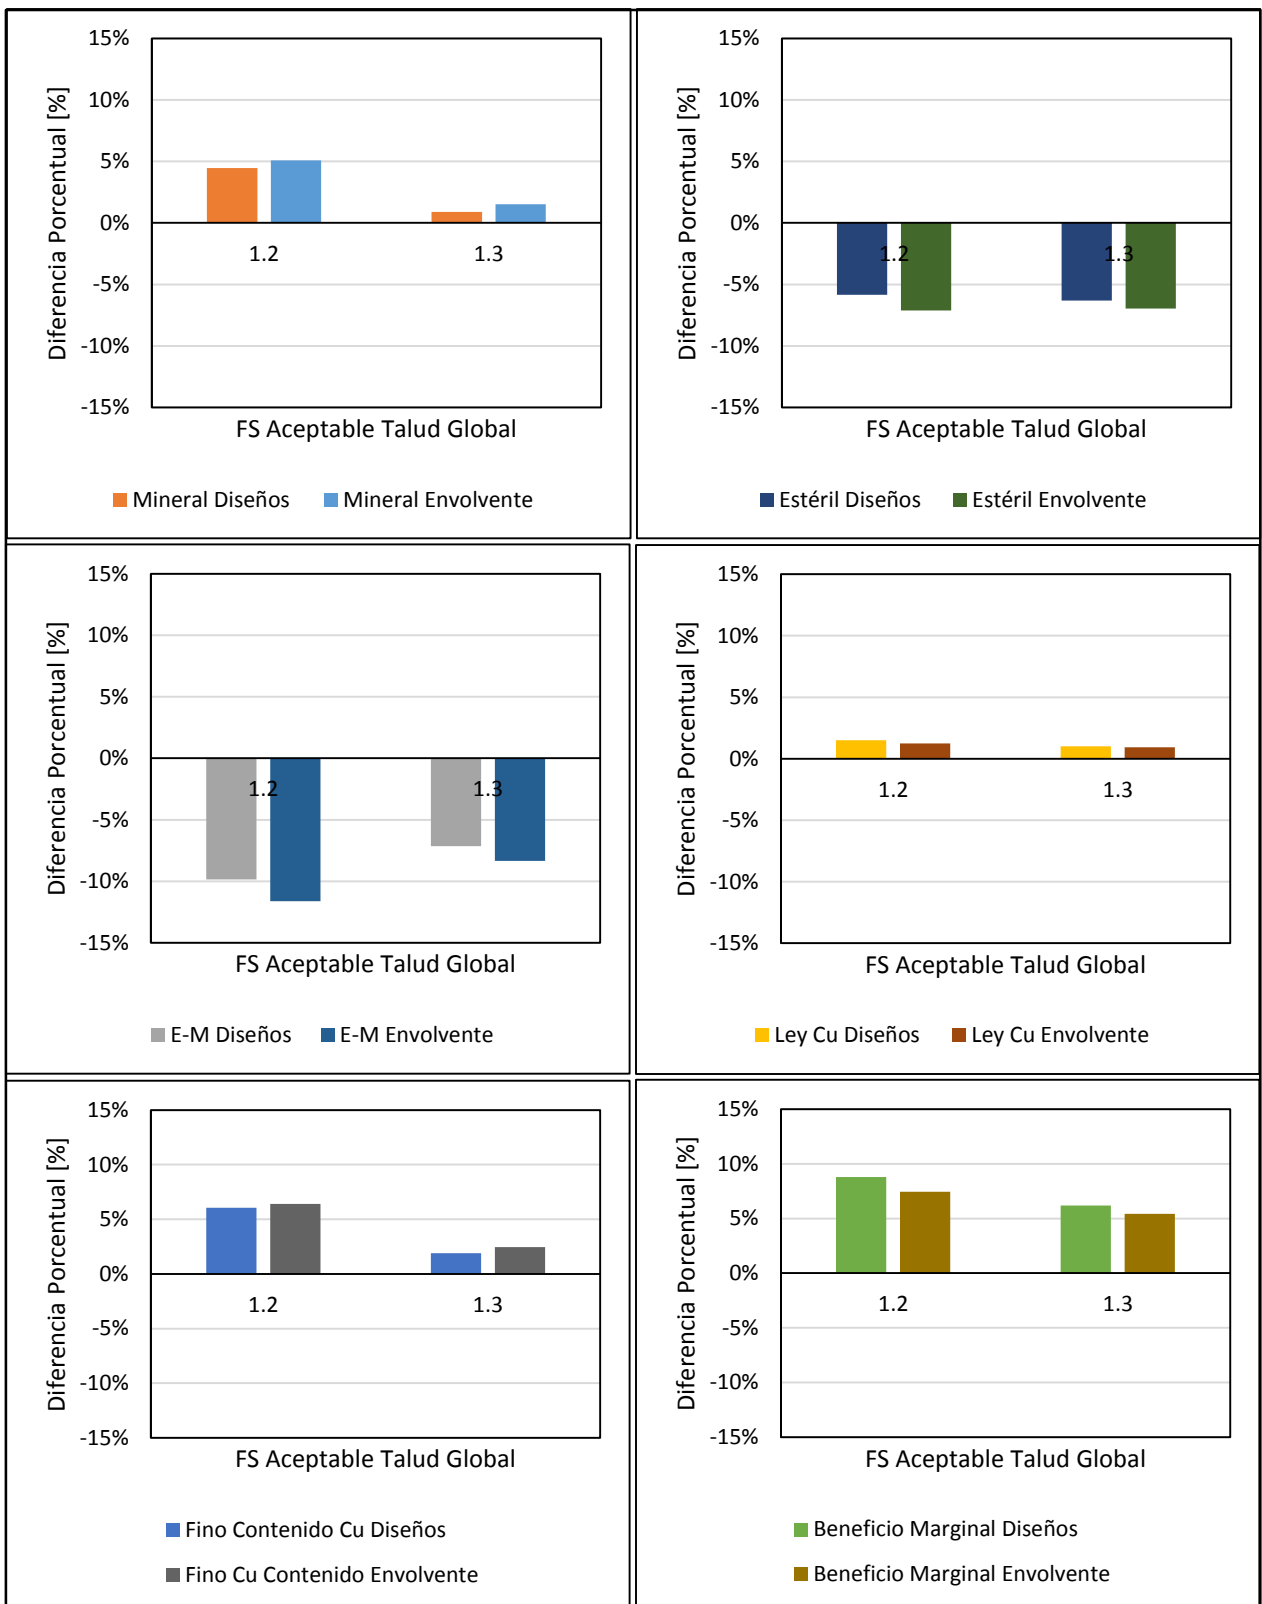 15%
10%
5%
0%
-5%
-10%
-15%
Diferencia Porcentual [%]
1.2
1.3
FS Aceptable Talud Global
Mineral Diseños
Mineral Envolvente
15%
10%
5%
0%
-5%
-10%
-15%
Diferencia Porcentual [%]
1.2
1.3
FS Aceptable Talud Global
Estéril Diseños
Estéril Envolvente
15%
10%
5%
0%
-5%
-10%
-15%
Diferencia Porcentual [%]
1.2
1.3
FS Aceptable Talud Global
E-M Diseños
E-M Envolvente
15%
10%
5%
0%
-5%
-10%
-15%
Diferencia Porcentual [%]
1.2
1.3
FS Aceptable Talud Global
Ley Cu Diseños
Ley Cu Envolvente
15%
10%
5%
0%
-5%
-10%
-15%
Diferencia Porcentual [%]
1.2
1.3
FS Aceptable Talud Global
Fino Contenido Cu Diseños
Fino Cu Contenido Envolvente
15%
10%
5%
0%
-5%
-10%
-15%
Diferencia Porcentual [%]
1.2
1.3
FS Aceptable Talud Global
Beneficio Marginal Diseños
Beneficio Marginal Envolvente